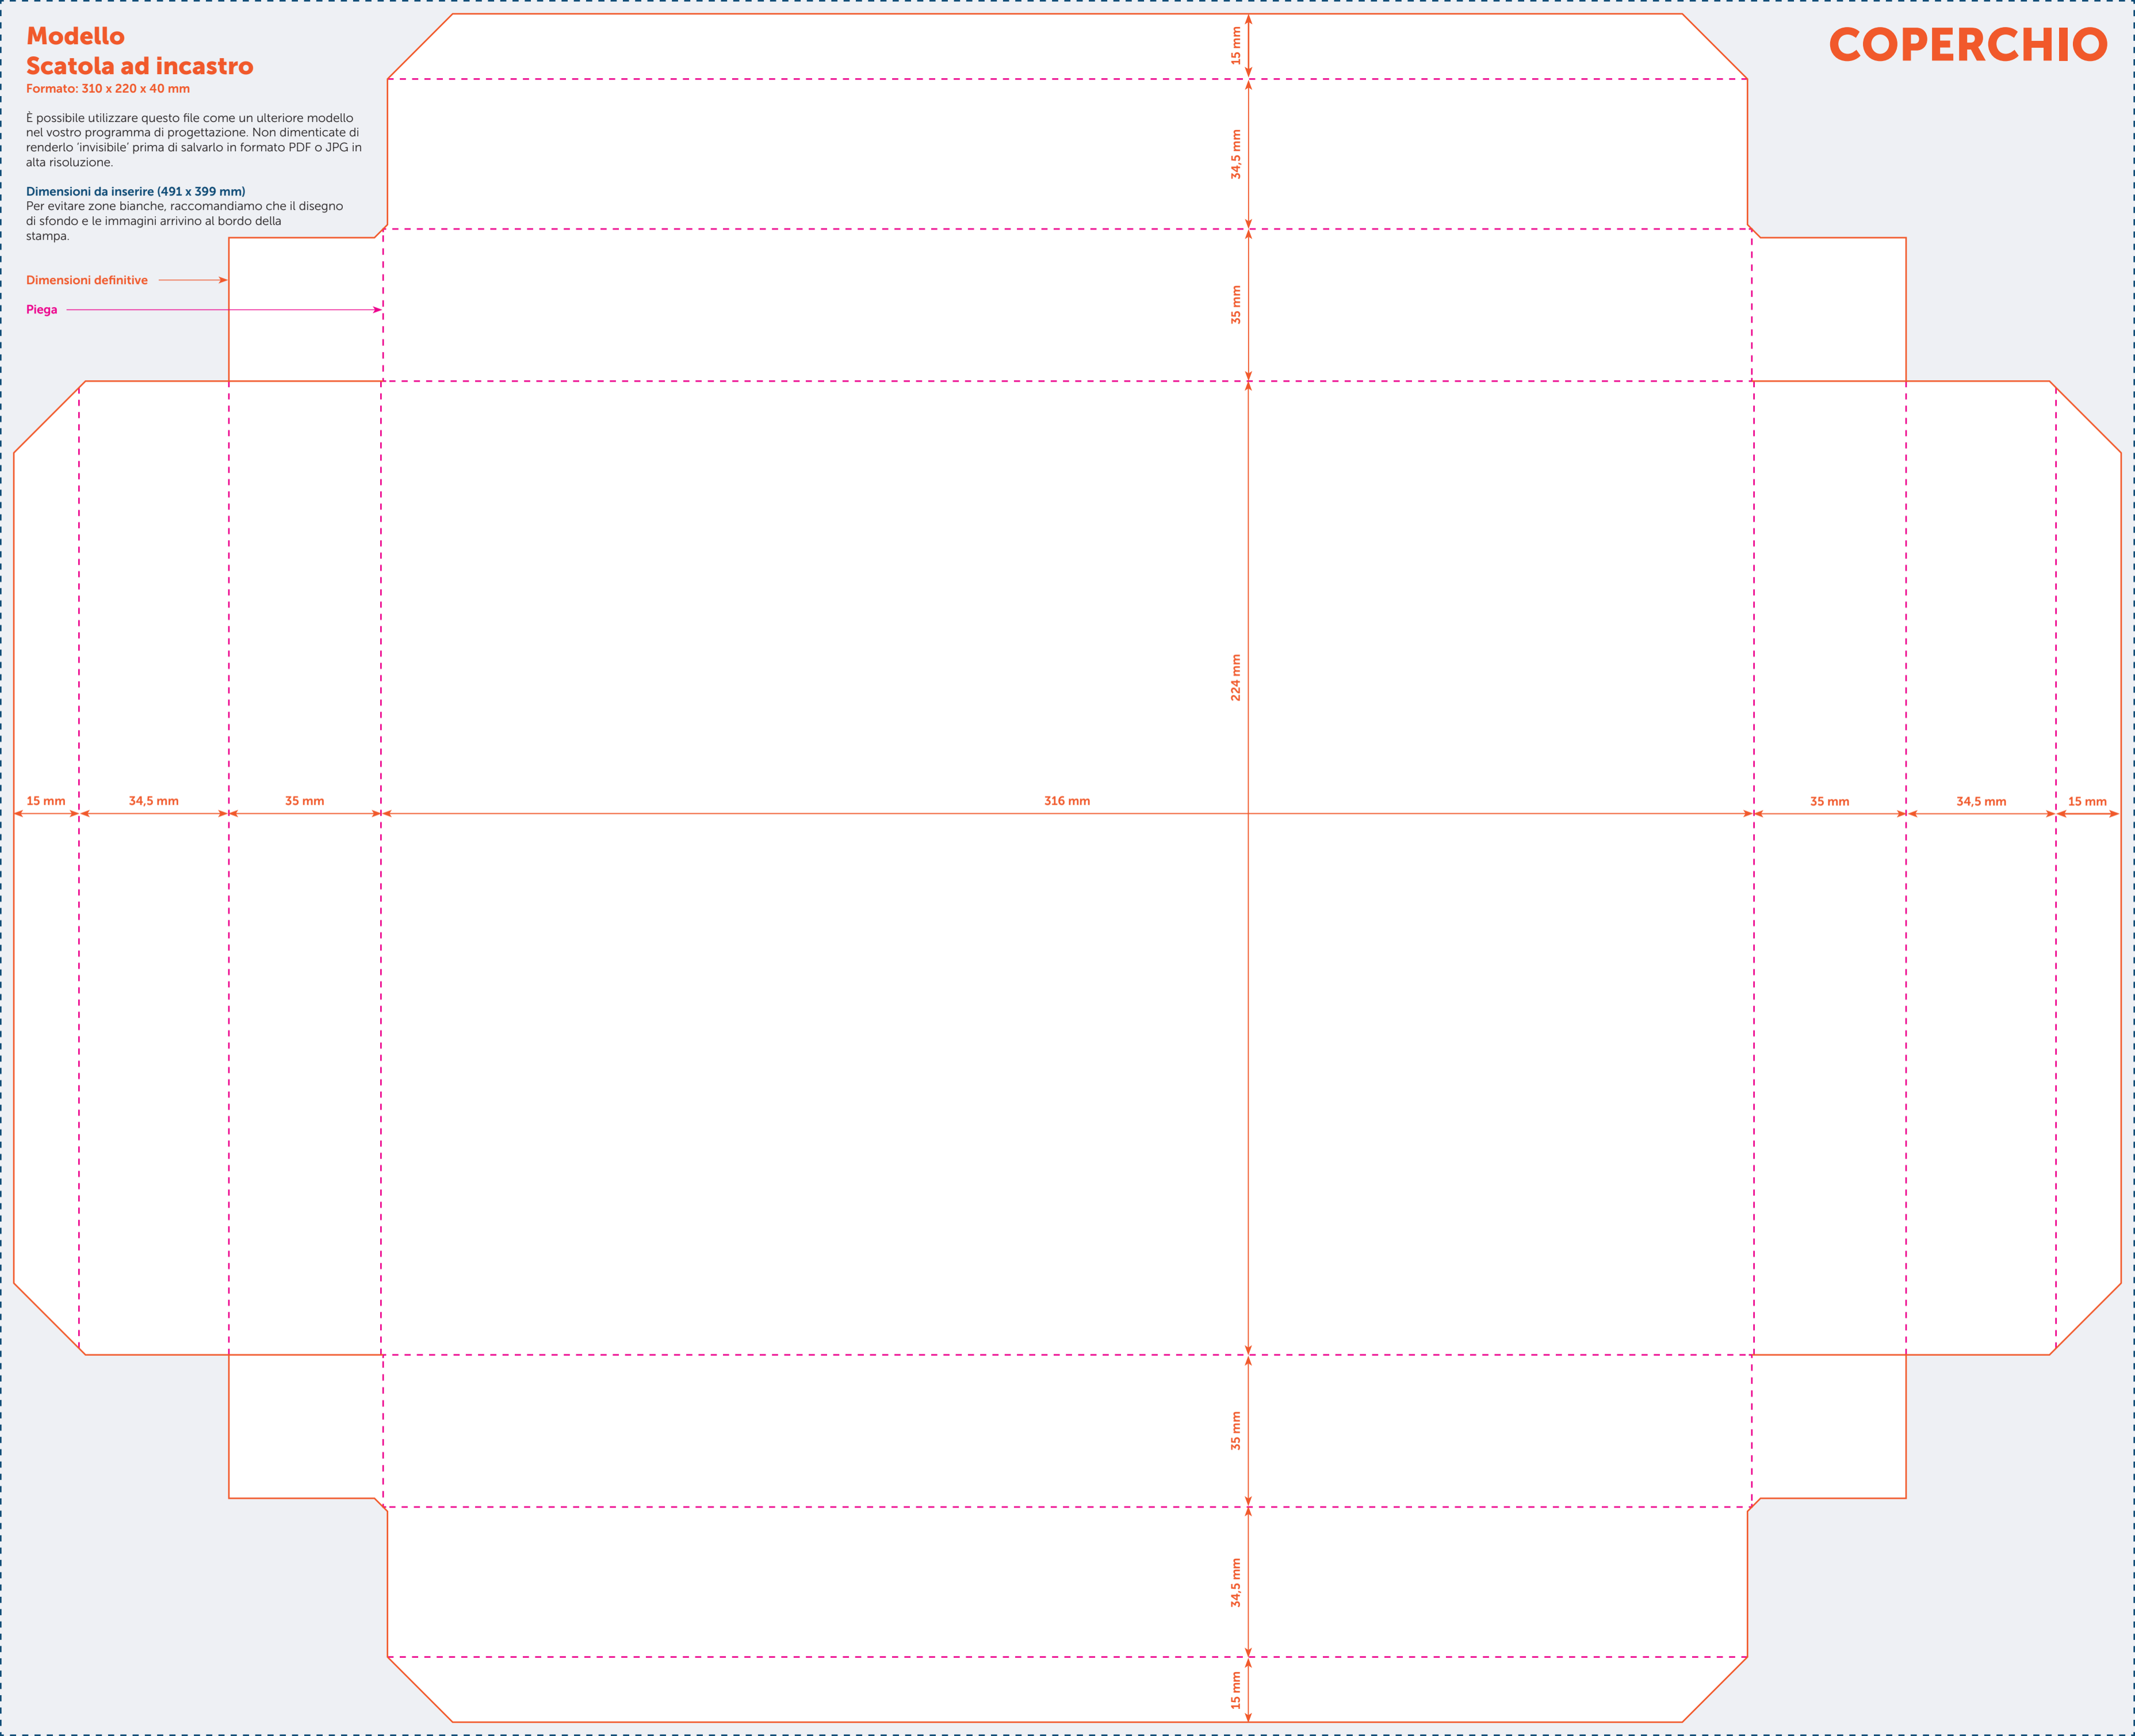 Modello
Scatola ad incastro
Formato: 310 x 220 x 40 mm
È possibile utilizzare questo file come un ulteriore modello
nel vostro programma di progettazione. Non dimenticate di
renderlo ‘invisibile’ prima di salvarlo in formato PDF o JPG in
alta risoluzione.
Dimensioni da inserire (491 x 399 mm)
Per evitare zone bianche, raccomandiamo che il disegno
di sfondo e le immagini arrivino al bordo della
stampa.
Dimensioni definitive
Piega
COPERCHIO
15 mm
34,5 mm
35 mm
224 mm
15 mm
34,5 mm
35 mm
316 mm
35 mm
34,5 mm
15 mm
35 mm
34,5 mm
15 mm